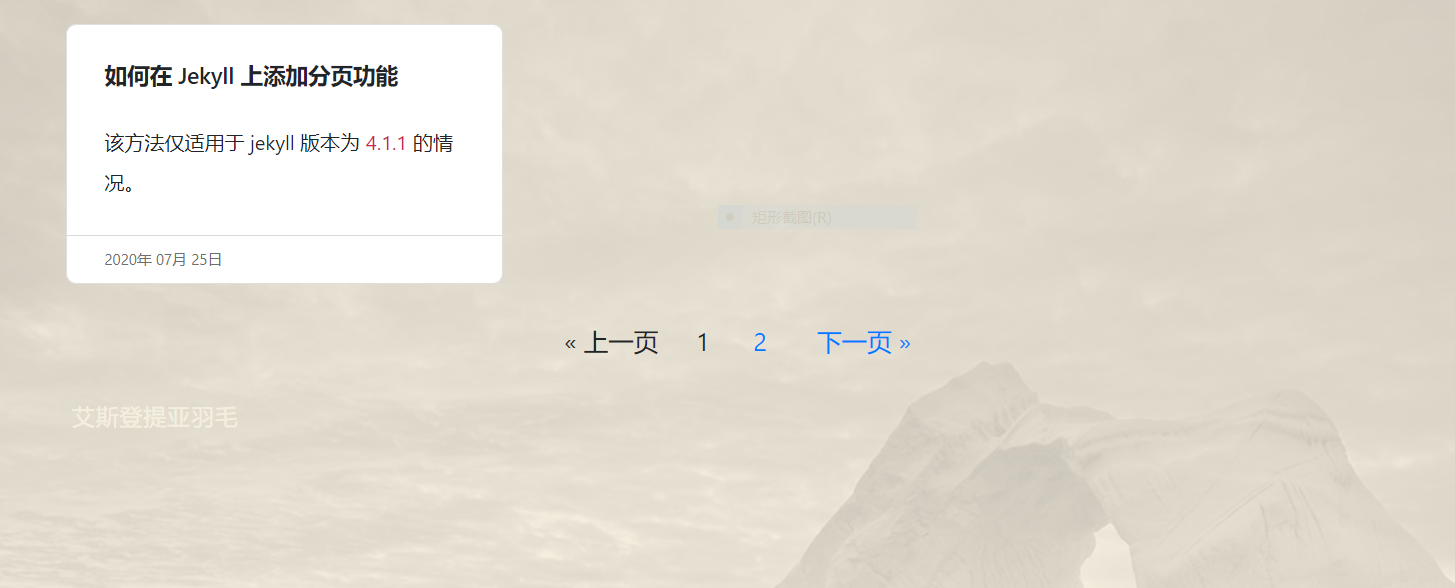 如何在 Jekyll 上添加分页功能
该方法仅适用于 jekyll 版本为 4.1.1 的情
况。
矩形截图(R)
2020年 07月 25日
« 上一页 1 2 下一页 »
艾斯登提亚羽毛